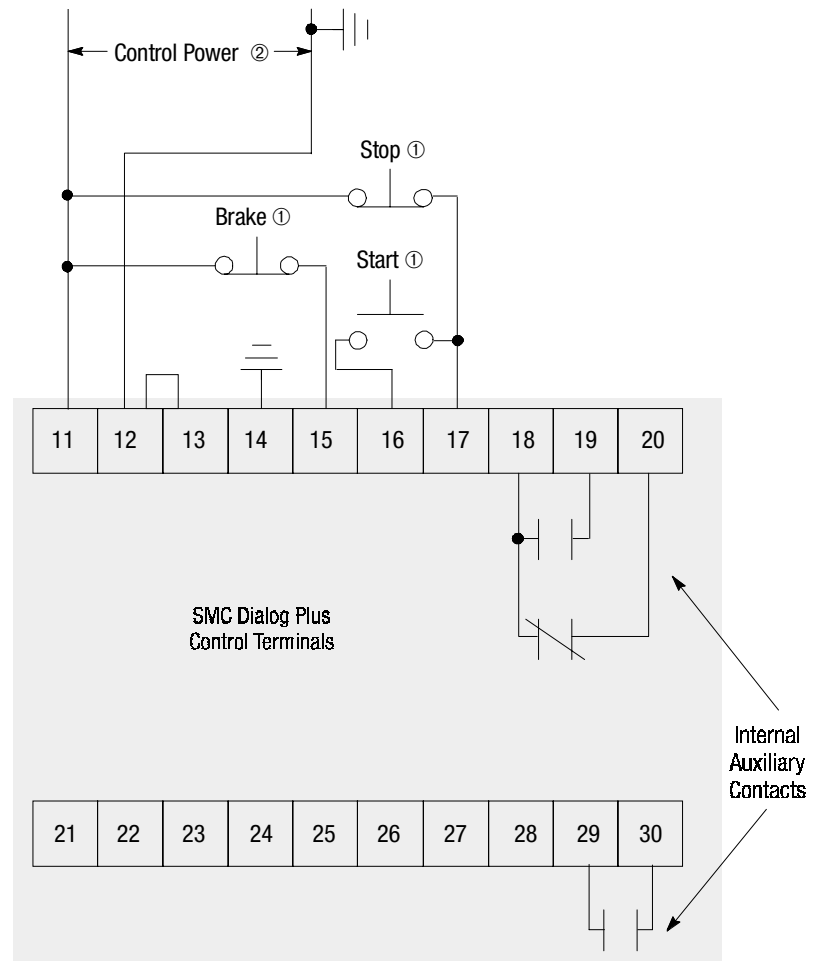 Control Power ②
Stop ①
Brake ①
Start ①
11 12 13 14 15 16 17 18 19 20
SMC Dialog Plus
Control Terminals
Internal
Auxiliary
Contacts
21 22 23 24 25 26 27 28 29 30